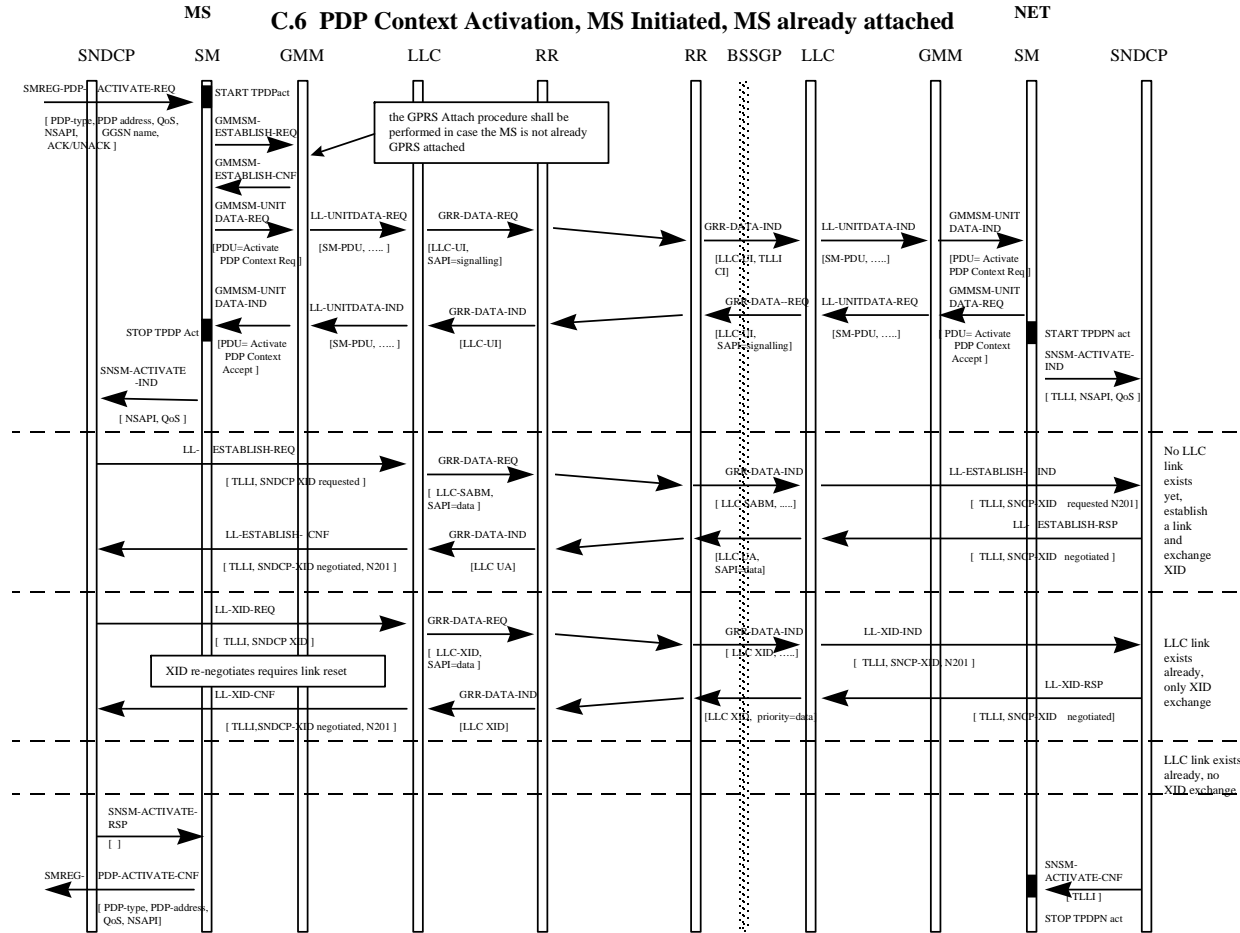 MS
C.6 PDP Context Activation, MS Initiated, MS already attached
NET
SNDCP
SM
GMM
LLC
RR
RR
BSSGP
LLC
GMM
SM
SNDCP
SMREG-PDP- ACTIVATE-REQ
[ PDP-type, PDP address, QoS,
NSAPI, GGSN name,
ACK/UNACK ]
START TPDPact
GMMSM-
ESTABLISH-REQ
the GPRS Attach procedure shall be
performed in case the MS is not already
GPRS attached
GMMSM-
ESTABLISH-CNF
GMMSM-UNIT
DATA-REQ
[PDU=Activate
PDP Context Req ]
LL-UNITDATA-REQ
[SM-PDU, ….. ]
GRR-DATA-REQ
[LLC-UI,
SAPI=signalling]
GRR-DATA-IND
[LLC-UI, TLLI
CI]
LL-UNITDATA-IND
[SM-PDU, …..]
GMMSM-UNIT
DATA-IND
[PDU= Activate
PDP Context Req ]
GMMSM-UNIT
DATA-IND
[PDU= Activate
PDP Context
Accept ]
STOP TPDP Act
LL-UNITDATA-IND
[SM-PDU, ….. ]
GRR-DATA-IND
[LLC-UI]
GRR-DATA--REQ
[LLC-UI,
SAPI=signalling]
LL-UNITDATA-REQ
[SM-PDU, …..]
GMMSM-UNIT
DATA-REQ
[ PDU= Activate
PDP Context
Accept ]
START TPDPN act
SNSM-ACTIVATE-
IND
[ TLLI, NSAPI, QoS ]
SNSM-ACTIVATE
-IND
[ NSAPI, QoS ]
LL- ESTABLISH-REQ
[ TLLI, SNDCP XID requested ]
GRR-DATA-REQ
[ LLC-SABM,
SAPI=data ]
GRR-DATA-IND
[ LLC SABM, .....]
LL-ESTABLISH- IND
[ TLLI, SNCP-XID requested N201]
No LLC
link
exists
yet,
establish
a link
and
exchange
XID
LL-ESTABLISH- CNF
[ TLLI, SNDCP-XID negotiated, N201 ]
GRR-DATA-IND
[LLC UA]
[LLC UA,
SAPI=data]
LL- ESTABLISH-RSP
[ TLLI, SNCP-XID negotiated ]
LL-XID-REQ
[ TLLI, SNDCP XID ]
GRR-DATA-REQ
[ LLC-XID,
SAPI=data ]
GRR-DATA-IND
[ LLC XID, …..]
LL-XID-IND
[ TLLI, SNCP-XID, N201 ]
LLC link
exists
already,
only XID
exchange
XID re-negotiates requires link reset
LL-XID-CNF
[ TLLI,SNDCP-XID negotiated, N201 ]
GRR-DATA-IND
[LLC XID]
[LLC XID, priority=data]
LL-XID-RSP
[ TLLI, SNCP-XID negotiated]
LLC link exists
already, no
XID exchange
SNSM-ACTIVATE-
RSP
[ ]
SMREG- PDP-ACTIVATE-CNF
[ PDP-type, PDP-address,
QoS, NSAPI]
SNSM-
ACTIVATE-CNF
[ TLLI ]
STOP TPDPN act